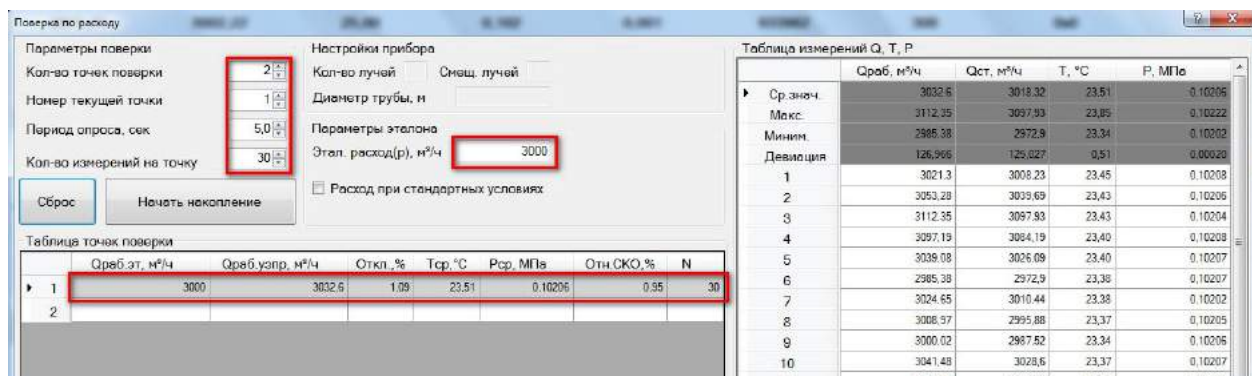 Поверка по расходу
Параметры поверки
Кол-во точек поверки 2
Номер текущей точки 1
Период опроса, сек 5,0
Кол-во измерений на точку 30
Сброс Начать накопление
Настройки прибора
Кол-во лучей Смещ. лучей
Диаметр трубы, м
Параметры эталона
Этал. расход(р), м³/ч 3000
Расход при стандартных условиях
Таблица точек поверки
Qраб.эт, м³/ч Qраб.узпр, м³/ч Откл.,% Тср,°С Рср, МПа Отн.СКО,% N
1 3000 3032.6 1.09 23.51 0.10206 0.95 30
2
Таблица измерений Q, T, P
Qраб, м³/ч Qст, м³/ч Т, °С Р, МПа
Ср.знач. 3032.6 3018.32 23,51 0,10206
Макс. 3112,35 3097,93 23,85 0,10222
Миним. 2985.38 2972,9 23.34 0,10202
Девиация 126,966 125,027 0,51 0,00020
1 3021.3 3008.23 23,45 0,10208
2 3053,28 3039,69 23,43 0,10206
3 3112.35 3097.93 23,43 0,10204
4 3097,19 3084,19 23,40 0,10208
5 3039.08 3026.09 23,40 0,10207
6 2985,38 2972,9 23,38 0,10207
7 3024.65 3010.44 23.38 0,10202
8 3008,97 2995,88 23,37 0,10205
9 3000.02 2987.52 23.34 0,10206
10 3041,48 3028,6 23,37 0,10207